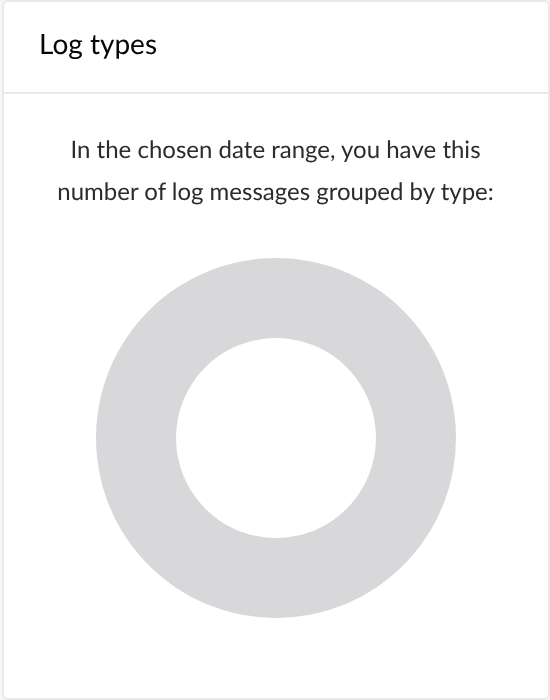 Log types
In the chosen date range, you have this
number of log messages grouped by type: